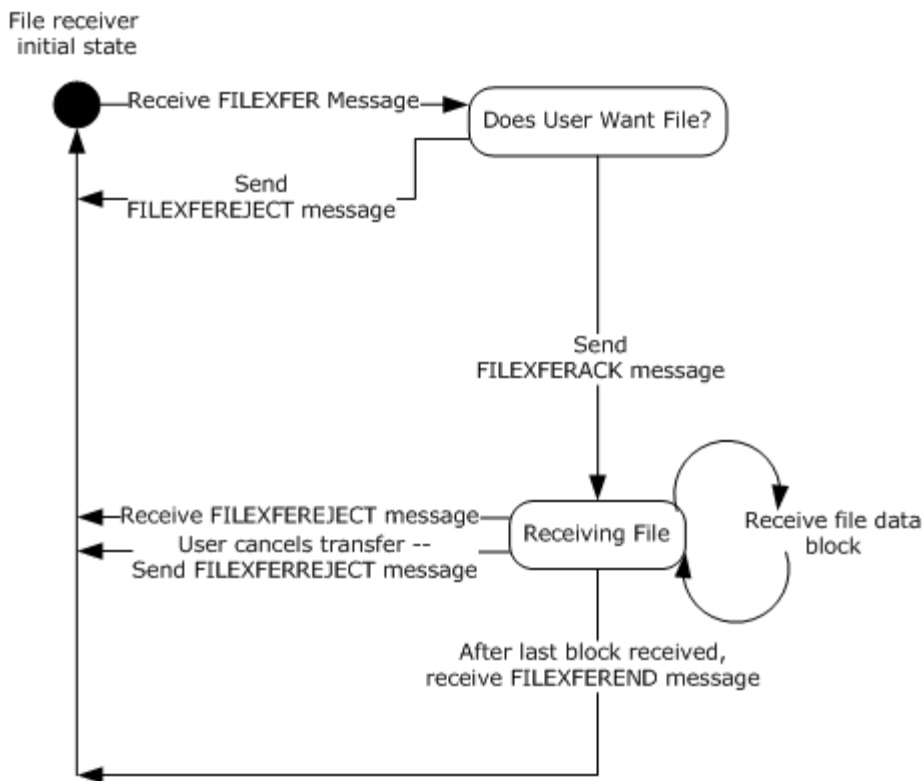 File receiver
initial state
Receive FILEXFER Message
Does User Want File?
Send
FILEXFEREJECT message
Send
FILEXFERACK message
Receive FILEXFEREJECT message
Receiving File
Receive file data
block
User cancels transfer --
Send FILEXFERREJECT message
After last block received,
receive FILEXFEREND message